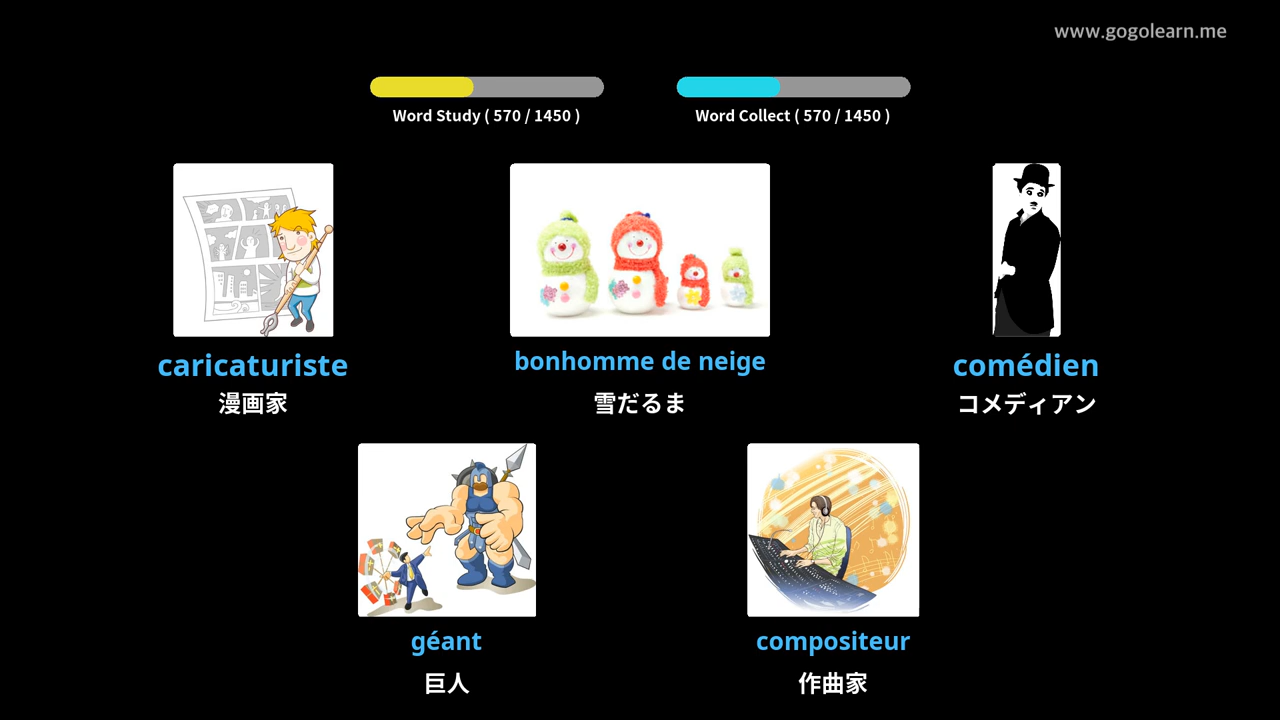 www.gogolearn.me
Word Study ( 570 / 1450 )
Word Collect ( 570 / 1450 )
caricaturiste
漫画家
bonhomme de neige
雪だるま
comédien
コメディアン
géant
巨人
compositeur
作曲家